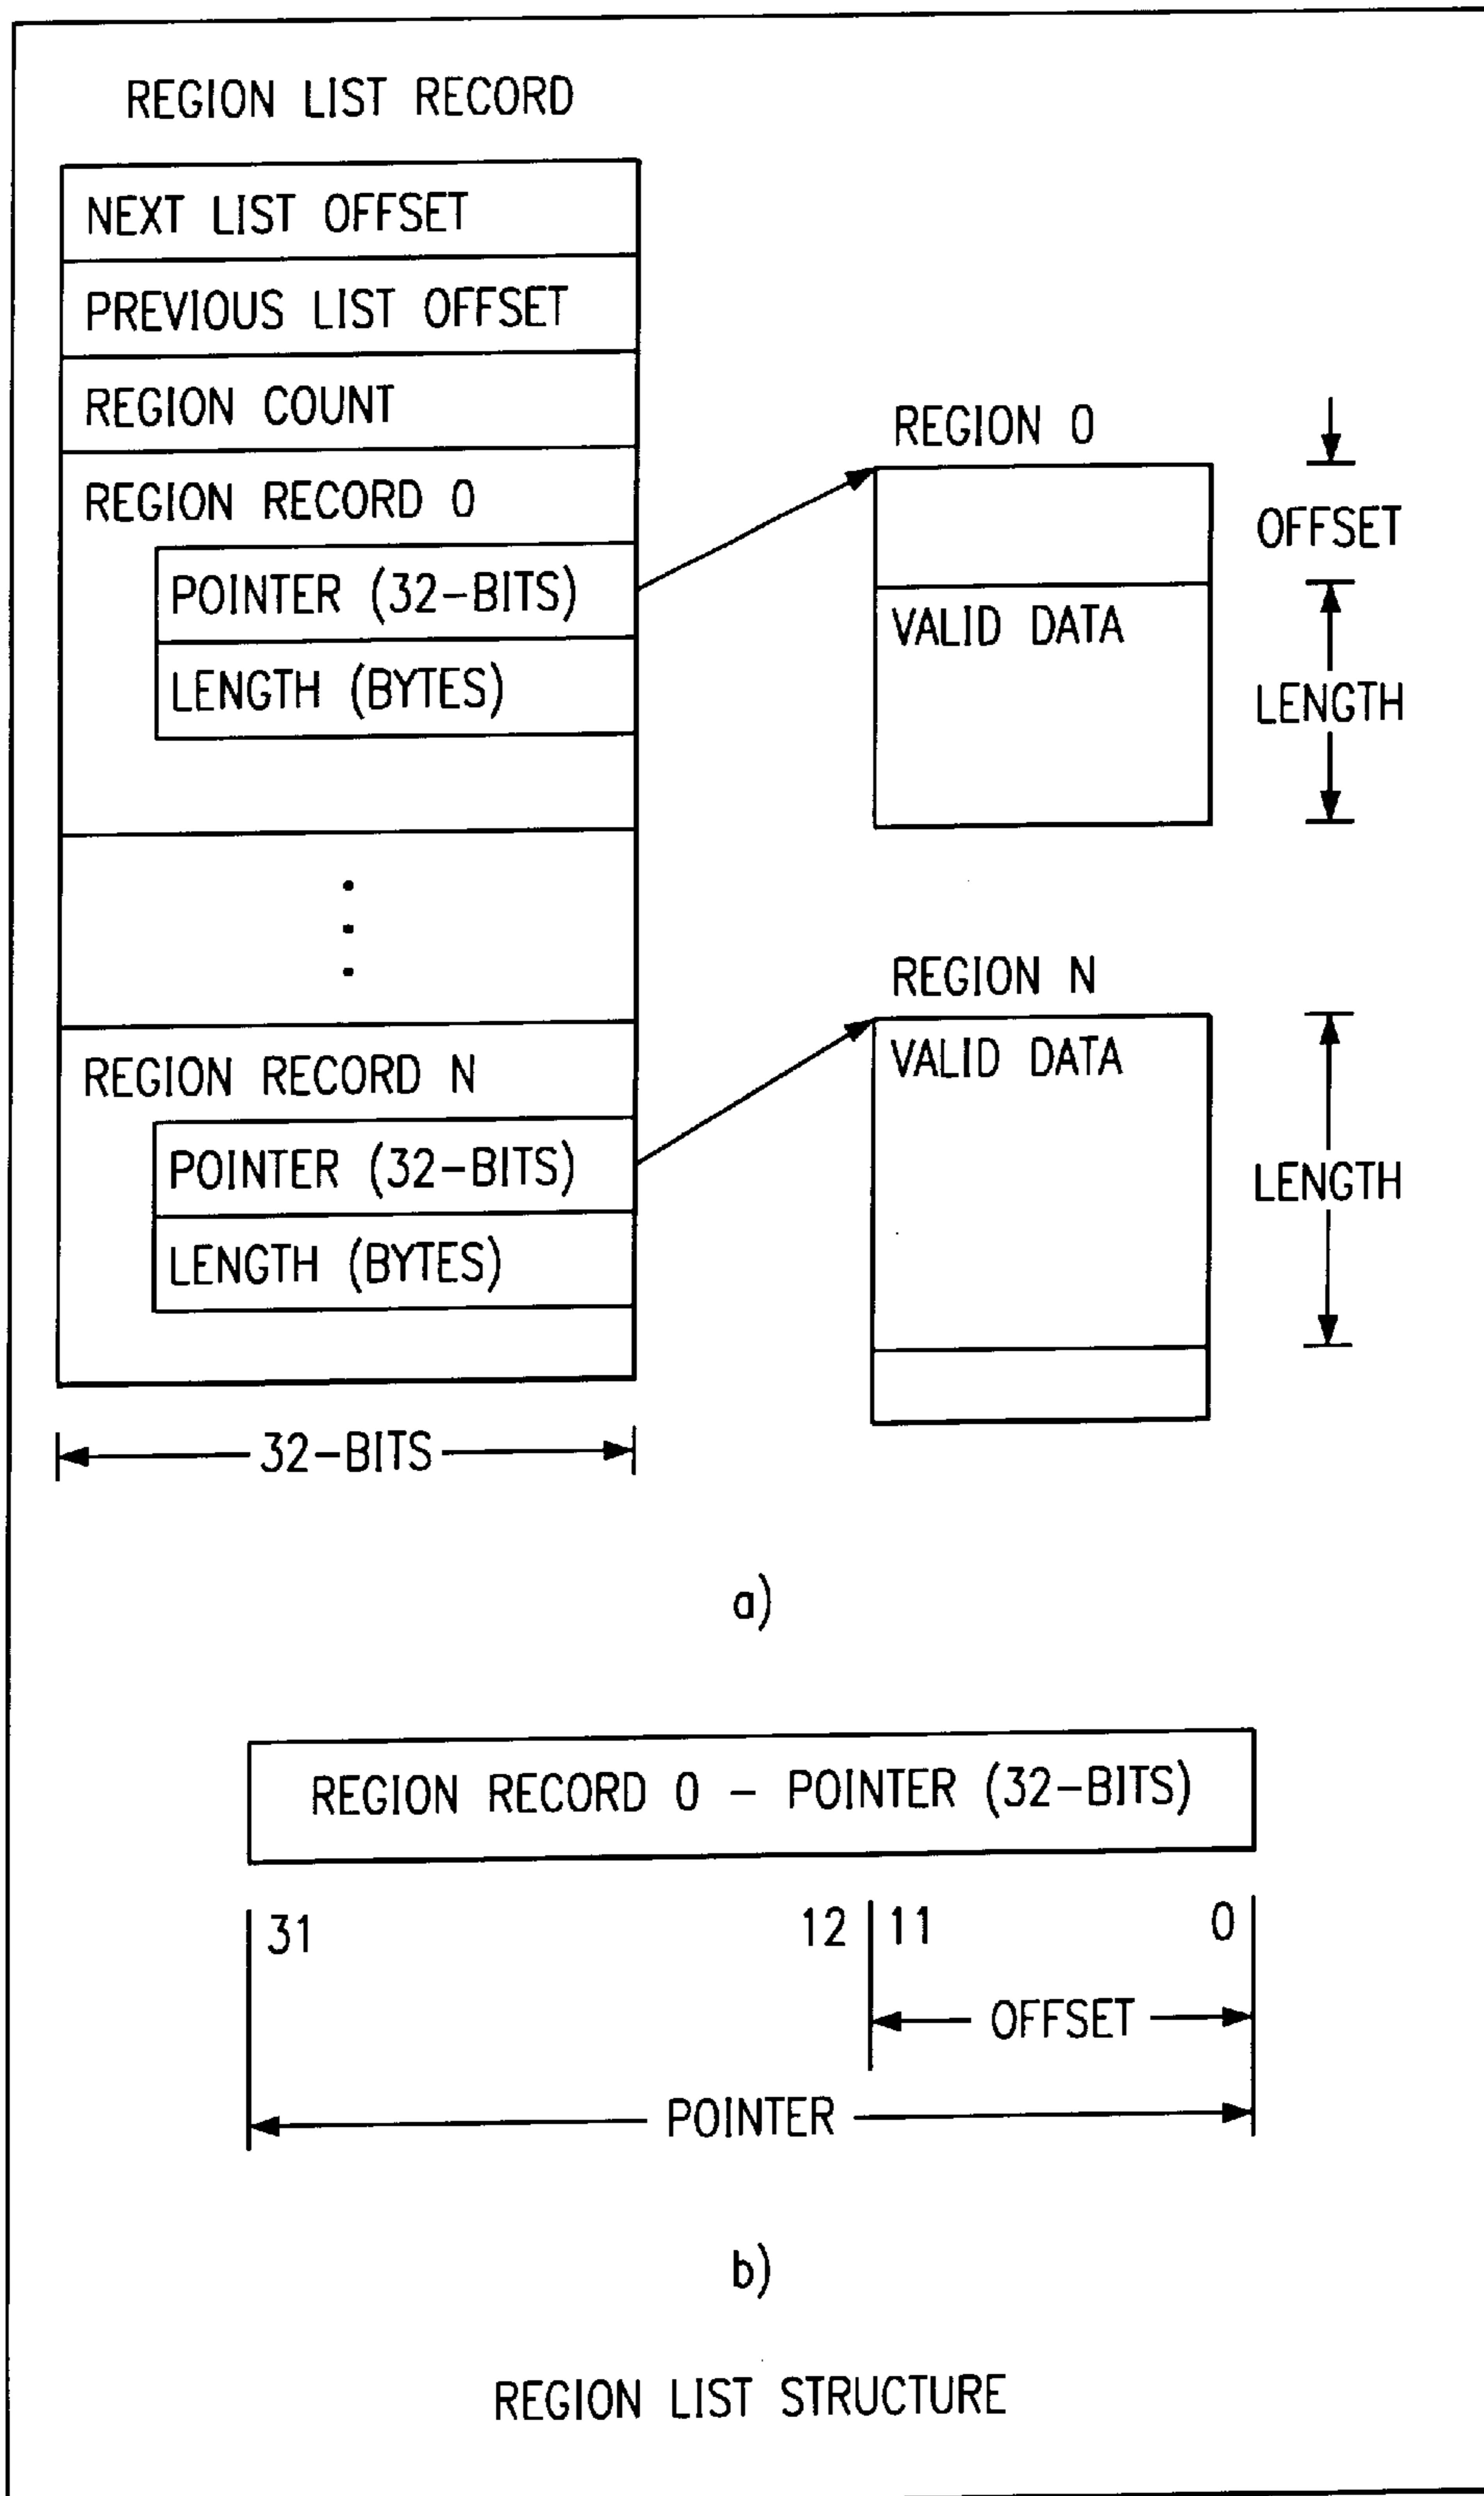 REGION LIST RECORD
NEXT LIST OFFSET
PREVIOUS LIST OFFSET
REGION COUNT
REGION RECORD 0
POINTER (32-BITS)
LENGTH (BYTES)
REGION 0
OFFSET
VALID DATA
LENGTH
REGION RECORD N
POINTER (32-BITS)
LENGTH (BYTES)
REGION N
VALID DATA
LENGTH
32-BITS
a)
REGION RECORD 0 - POINTER (32-BITS)
31 12 11 0
OFFSET
POINTER
b)
REGION LIST STRUCTURE